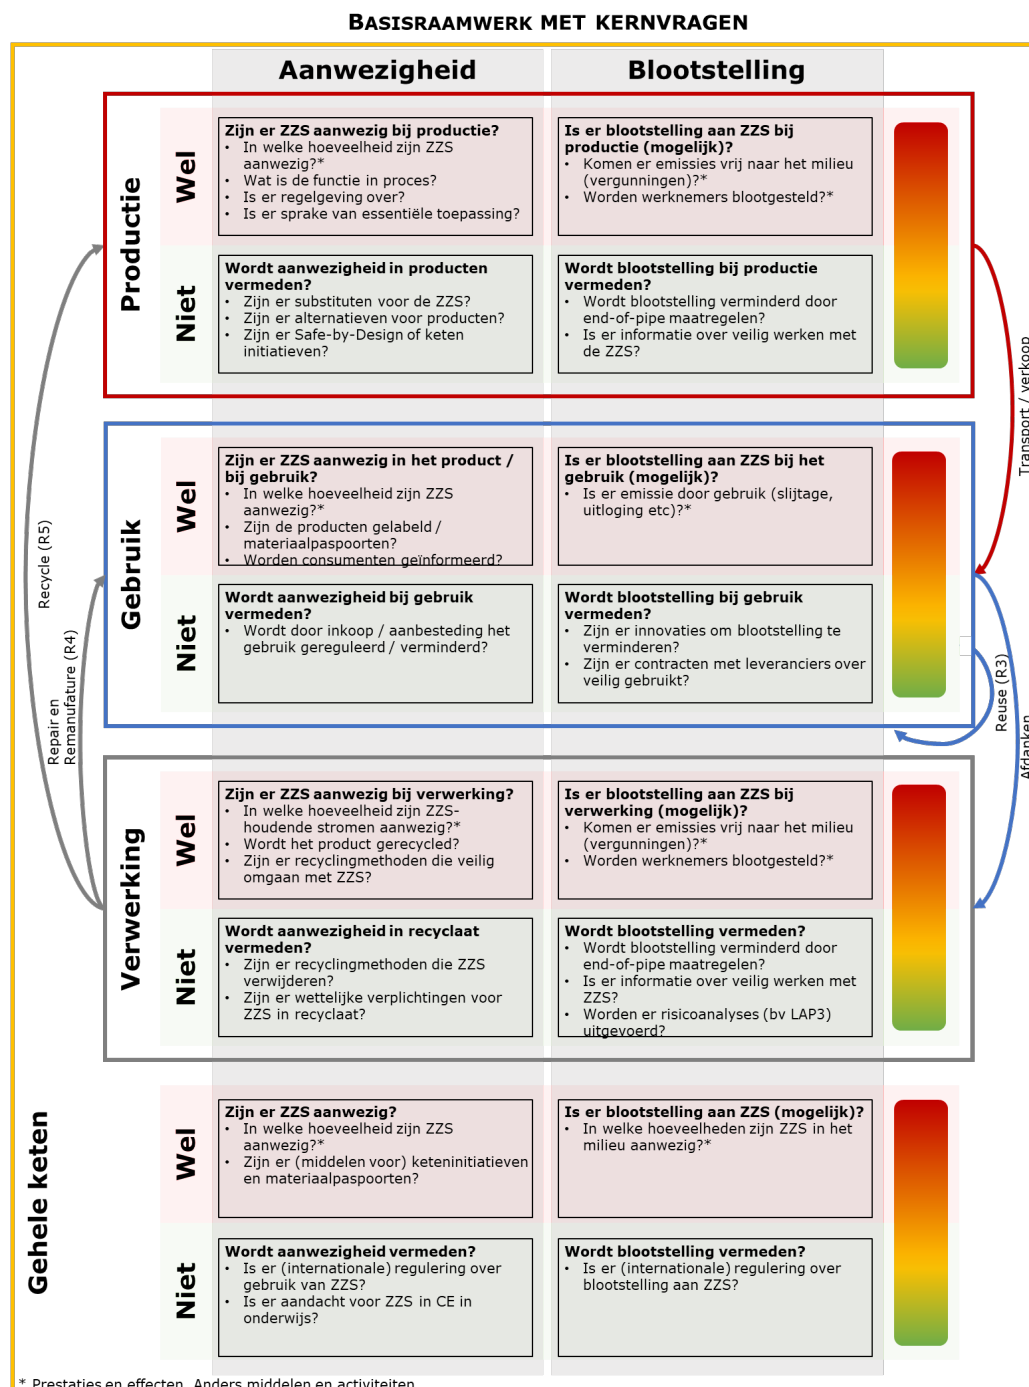 BASISRAAMWERK MET KERNVRAGEN
Aanwezigheid
Blootstelling
Productie
Wel
Zijn er ZZS aanwezig bij productie?
• In welke hoeveelheid zijn ZZS
aanwezig?*
• Wat is de functie in proces?
• Is er regelgeving over?
• Is er sprake van essentiële toepassing?
Is er blootstelling aan ZZS bij
productie (mogelijk)?
• Komen er emissies vrij naar het milieu
(vergunningen)?*
• Worden werknemers blootgesteld?*
Niet
Wordt aanwezigheid in producten
vermeden?
• Zijn er substituten voor de ZZS?
• Zijn er alternatieven voor producten?
• Zijn er Safe-by-Design of keten
initiatieven?
Wordt blootstelling bij productie
vermeden?
• Wordt blootstelling verminderd door
end-of-pipe maatregelen?
• Is er informatie over veilig werken met
de ZZS?
Transport / verkoop
Gebruik
Wel
Zijn er ZZS aanwezig in het product /
bij gebruik?
• In welke hoeveelheid zijn ZZS
aanwezig?*
• Zijn de producten gelabeld /
materiaalpaspoorten?
• Worden consumenten geïnformeerd?
Is er blootstelling aan ZZS bij het
gebruik (mogelijk)?
• Is er emissie door gebruik (slijtage,
uitloging etc)?*
Niet
Wordt aanwezigheid bij gebruik
vermeden?
• Wordt door inkoop / aanbesteding het
gebruik gereguleerd / verminderd?
Wordt blootstelling bij gebruik
vermeden?
• Zijn er innovaties om blootstelling te
verminderen?
• Zijn er contracten met leveranciers over
veilig gebruikt?
Recycle (R5)
Repair en
Remanufature (R4)
Reuse (R3)
Afdanken
Verwerking
Wel
Zijn er ZZS aanwezig bij verwerking?
• In welke hoeveelheid zijn ZZS-
houdende stromen aanwezig?*
• Wordt het product gerecycled?
• Zijn er recyclingmethoden die veilig
omgaan met ZZS?
Is er blootstelling aan ZZS bij
verwerking (mogelijk)?
• Komen er emissies vrij naar het milieu
(vergunningen)?*
• Worden werknemers blootgesteld?*
Niet
Wordt aanwezigheid in recyclaat
vermeden?
• Zijn er recyclingmethoden die ZZS
verwijderen?
• Zijn er wettelijke verplichtingen voor
ZZS in recyclaat?
Wordt blootstelling vermeden?
• Wordt blootstelling verminderd door
end-of-pipe maatregelen?
• Is er informatie over veilig werken met
ZZS?
• Worden er risicoanalyses (bv LAP3)
uitgevoerd?
Gehele keten
Wel
Zijn er ZZS aanwezig?
• In welke hoeveelheid zijn ZZS
aanwezig?*
• Zijn er (middelen voor) keteninitiatieven
en materiaalpaspoorten?
Is er blootstelling aan ZZS (mogelijk)?
• In welke hoeveelheden zijn ZZS in het
milieu aanwezig?*
Niet
Wordt aanwezigheid vermeden?
• Is er (internationale) regulering over
gebruik van ZZS?
• Is er aandacht voor ZZS in CE in
onderwijs?
Wordt blootstelling vermeden?
• Is er (internationale) regulering over
blootstelling aan ZZS?
* Prestaties en effecten. Anders middelen en activiteiten